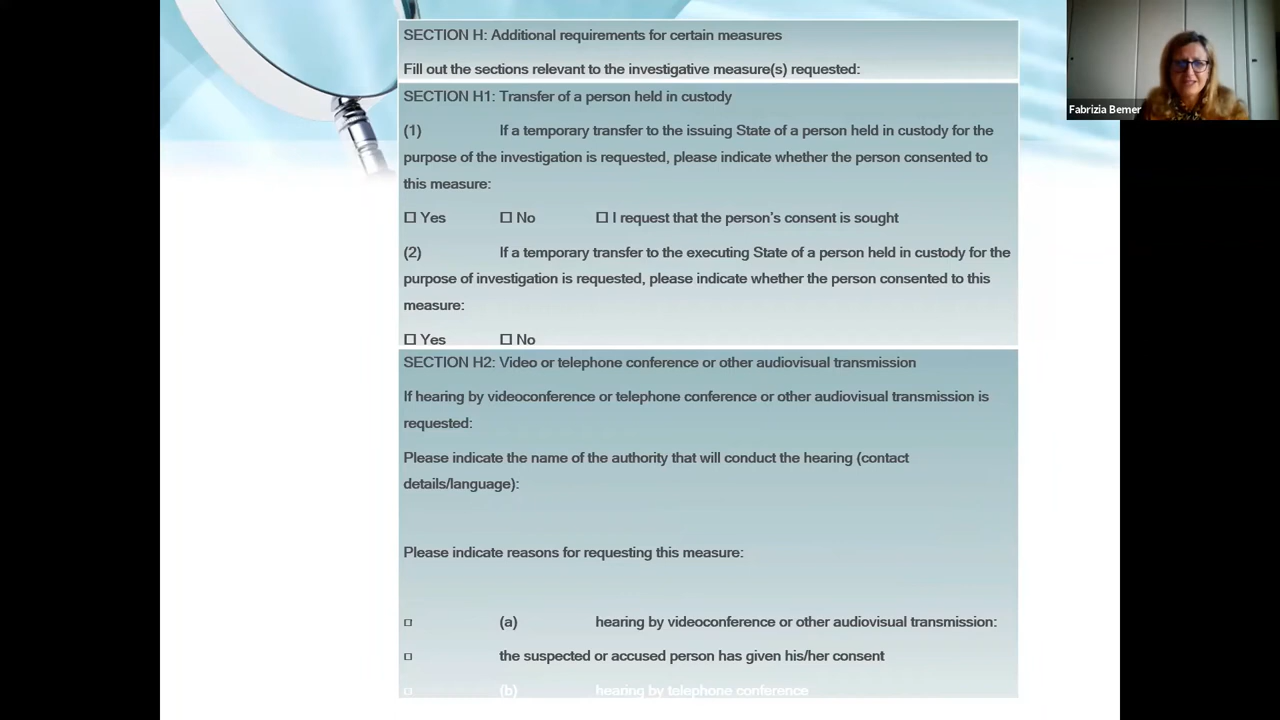 SECTION H: Additional requirements for certain measures
Fill out the sections relevant to the investigative measure(s) requested:
SECTION H1: Transfer of a person held in custody
(1) If a temporary transfer to the issuing State of a person held in custody for the
purpose of the investigation is requested, please indicate whether the person consented to
this measure:
☐ Yes ☐ No ☐ I request that the person's consent is sought
(2) If a temporary transfer to the executing State of a person held in custody for the
purpose of investigation is requested, please indicate whether the person consented to this
measure:
☐ Yes ☐ No
SECTION H2: Video or telephone conference or other audiovisual transmission
If hearing by videoconference or telephone conference or other audiovisual transmission is
requested:
Please indicate the name of the authority that will conduct the hearing (contact
details/language):
Please indicate reasons for requesting this measure:
☐ (a) hearing by videoconference or other audiovisual transmission:
☐ the suspected or accused person has given his/her consent
☐ (b) hearing by telephone conference
Fabrizia Bemer